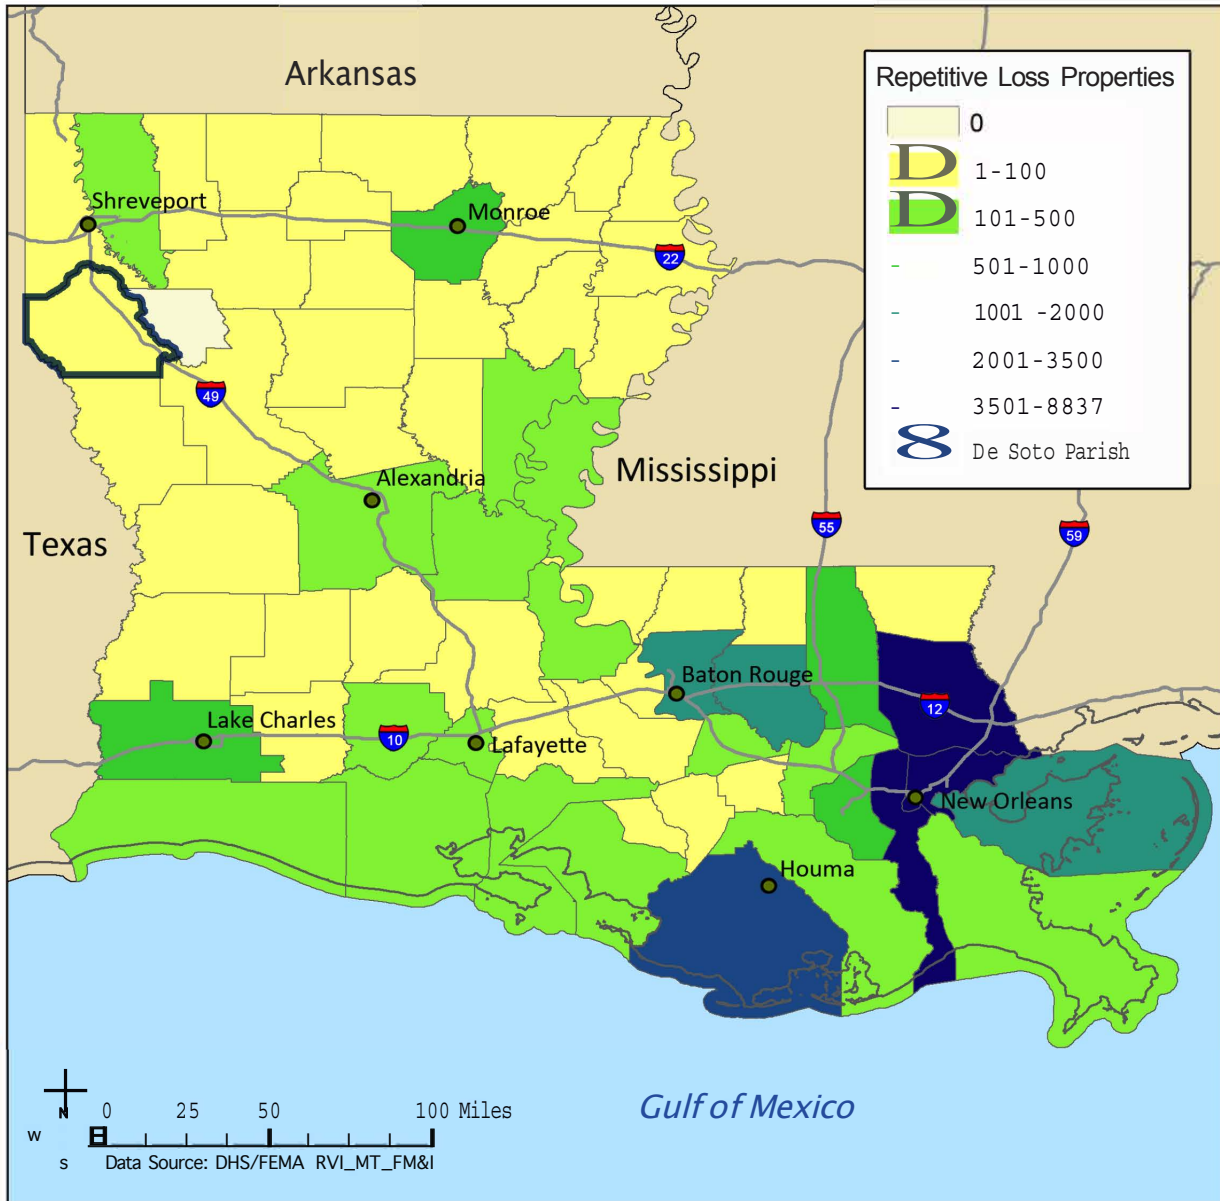 Arkansas
Repetitive Loss Properties
0
D 1-100
D 101-500
501-1000
1001 -2000
2001-3500
3501-8837
8 De Soto Parish
Shreveport
Monroe
22
49
Alexandria
Mississippi
Texas
55
59
Baton Rouge
12
Lake Charles
10
Lafayette
New Orleans
Houma
Gulf of Mexico
N 0 25 50 100 Miles
W
S Data Source: DHS/FEMA RVI_MT_FM&I